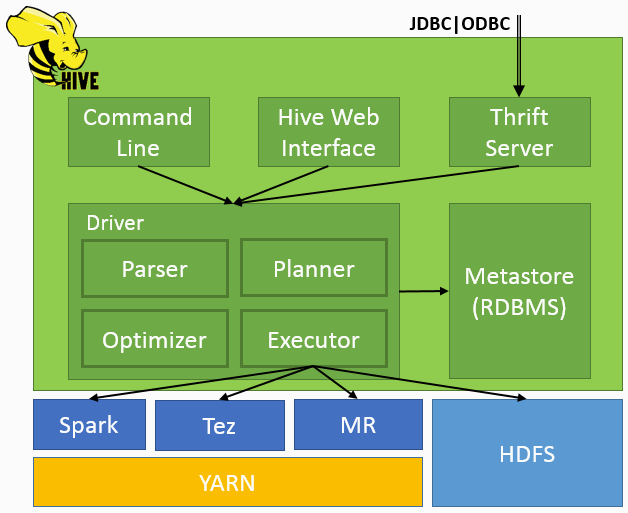 JDBC|ODBC
HIVE
Command
Line
Hive Web
Interface
Thrift
Server
Driver
Parser
Planner
Optimizer
Executor
Metastore
(RDBMS)
Spark
Tez
MR
HDFS
YARN